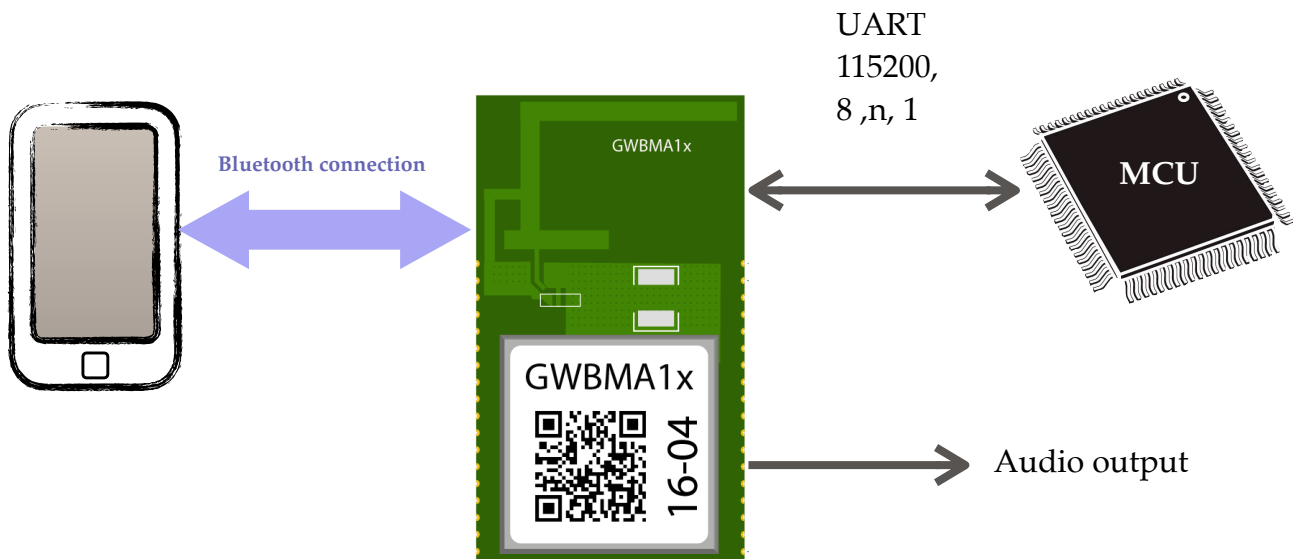 UART
115200,
8 ,n, 1
Bluetooth connection
GWBMA1x
MCU
GWBMA1x
16-04
Audio output